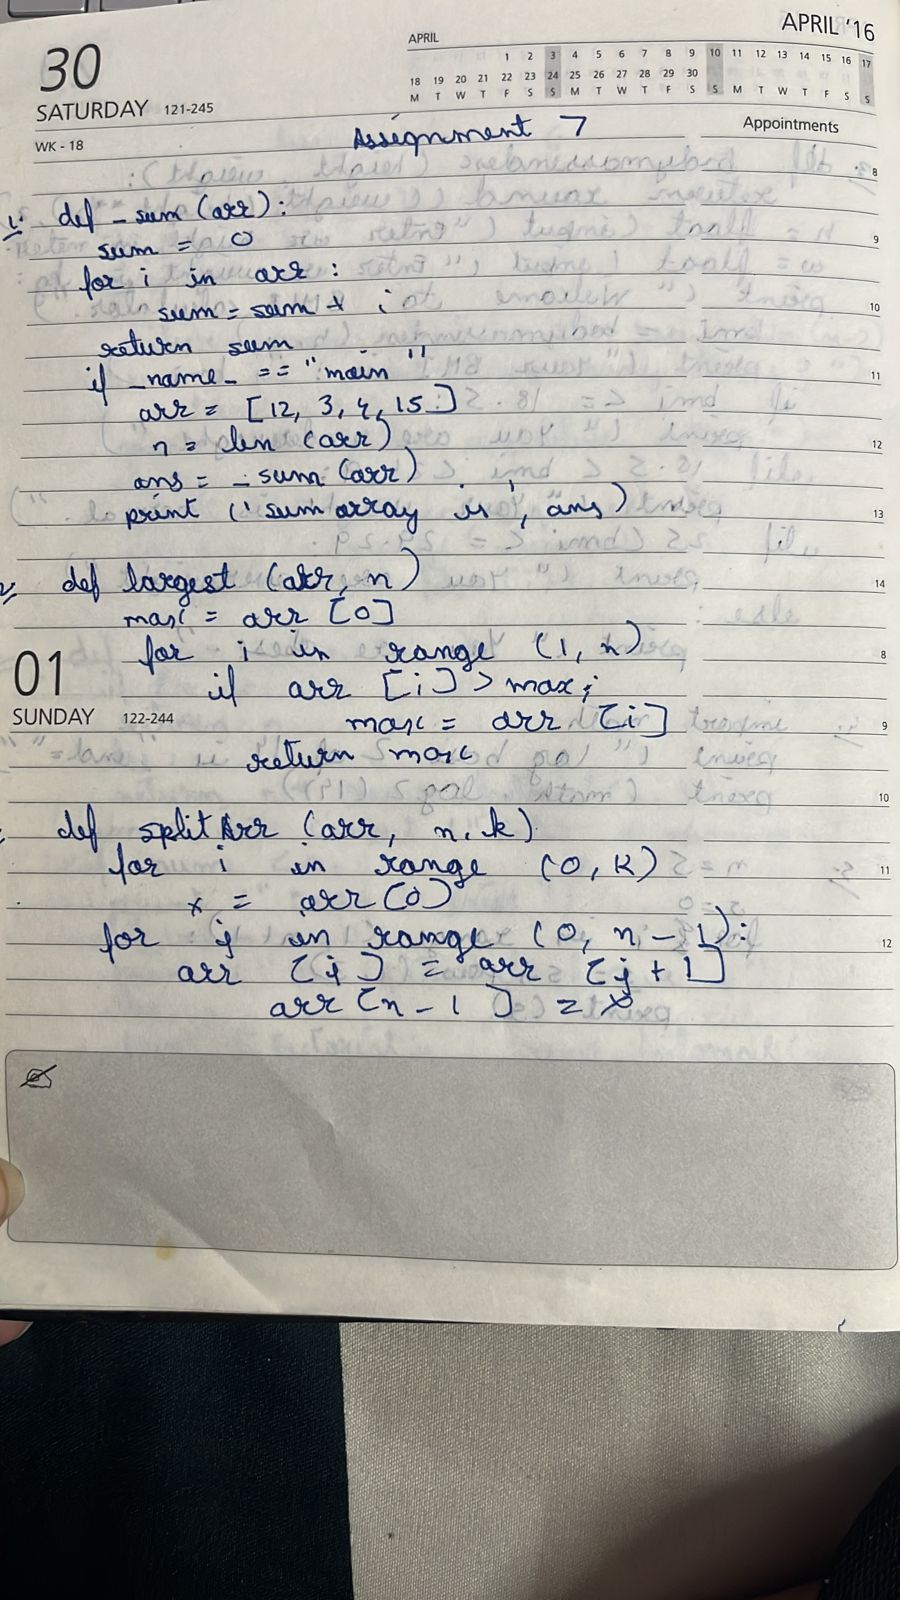 APRIL '16
APRIL
1 2 3 4 5 6 7 8 9 10 11 12 13 14 15 16 17
18 19 20 21 22 23 24 25 26 27 28 29 30
M T W T F S S M T W T F S S M T W T F S S
30
SATURDAY 121-245
WK - 18
Assignment 7
Appointments
1. def _sum (arr):
8
sum = 0
9
for i in arr :
sum = sum + i
10
return sum
if _name_ == "main"
11
arr = [12, 3, 4, 15]
n = len (arr)
12
ans = _sum (arr)
print (' sum array is ', ans)
13
2, def largest (arr, n)
14
max = arr [0]
for i in range (1, n)
8
01
if arr [i] > max;
SUNDAY 122-244
max = arr [i]
9
return max
10
def splitArr (arr, n, k)
for i in range (0, k)
11
x = arr [0]
for j in range (0, n-1):
12
arr [j] = arr [j + 1]
arr [n - 1] = x